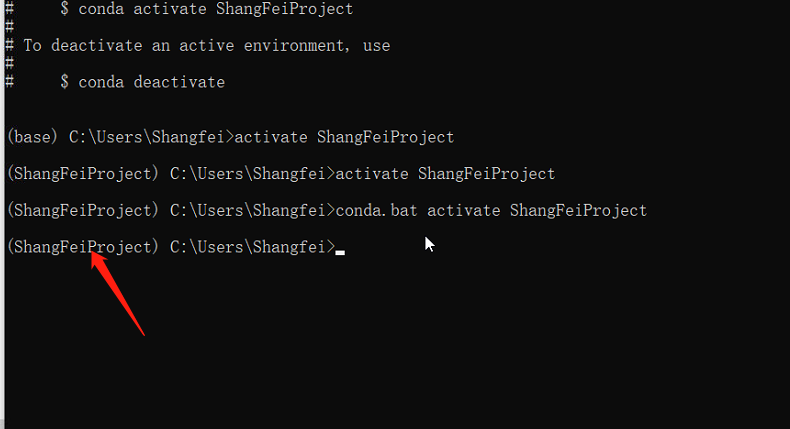 #     $ conda activate ShangFeiProject
#
# To deactivate an active environment, use
#
#     $ conda deactivate
(base) C:\Users\Shangfei>activate ShangFeiProject
(ShangFeiProject) C:\Users\Shangfei>activate ShangFeiProject
(ShangFeiProject) C:\Users\Shangfei>conda.bat activate ShangFeiProject
(ShangFeiProject) C:\Users\Shangfei>